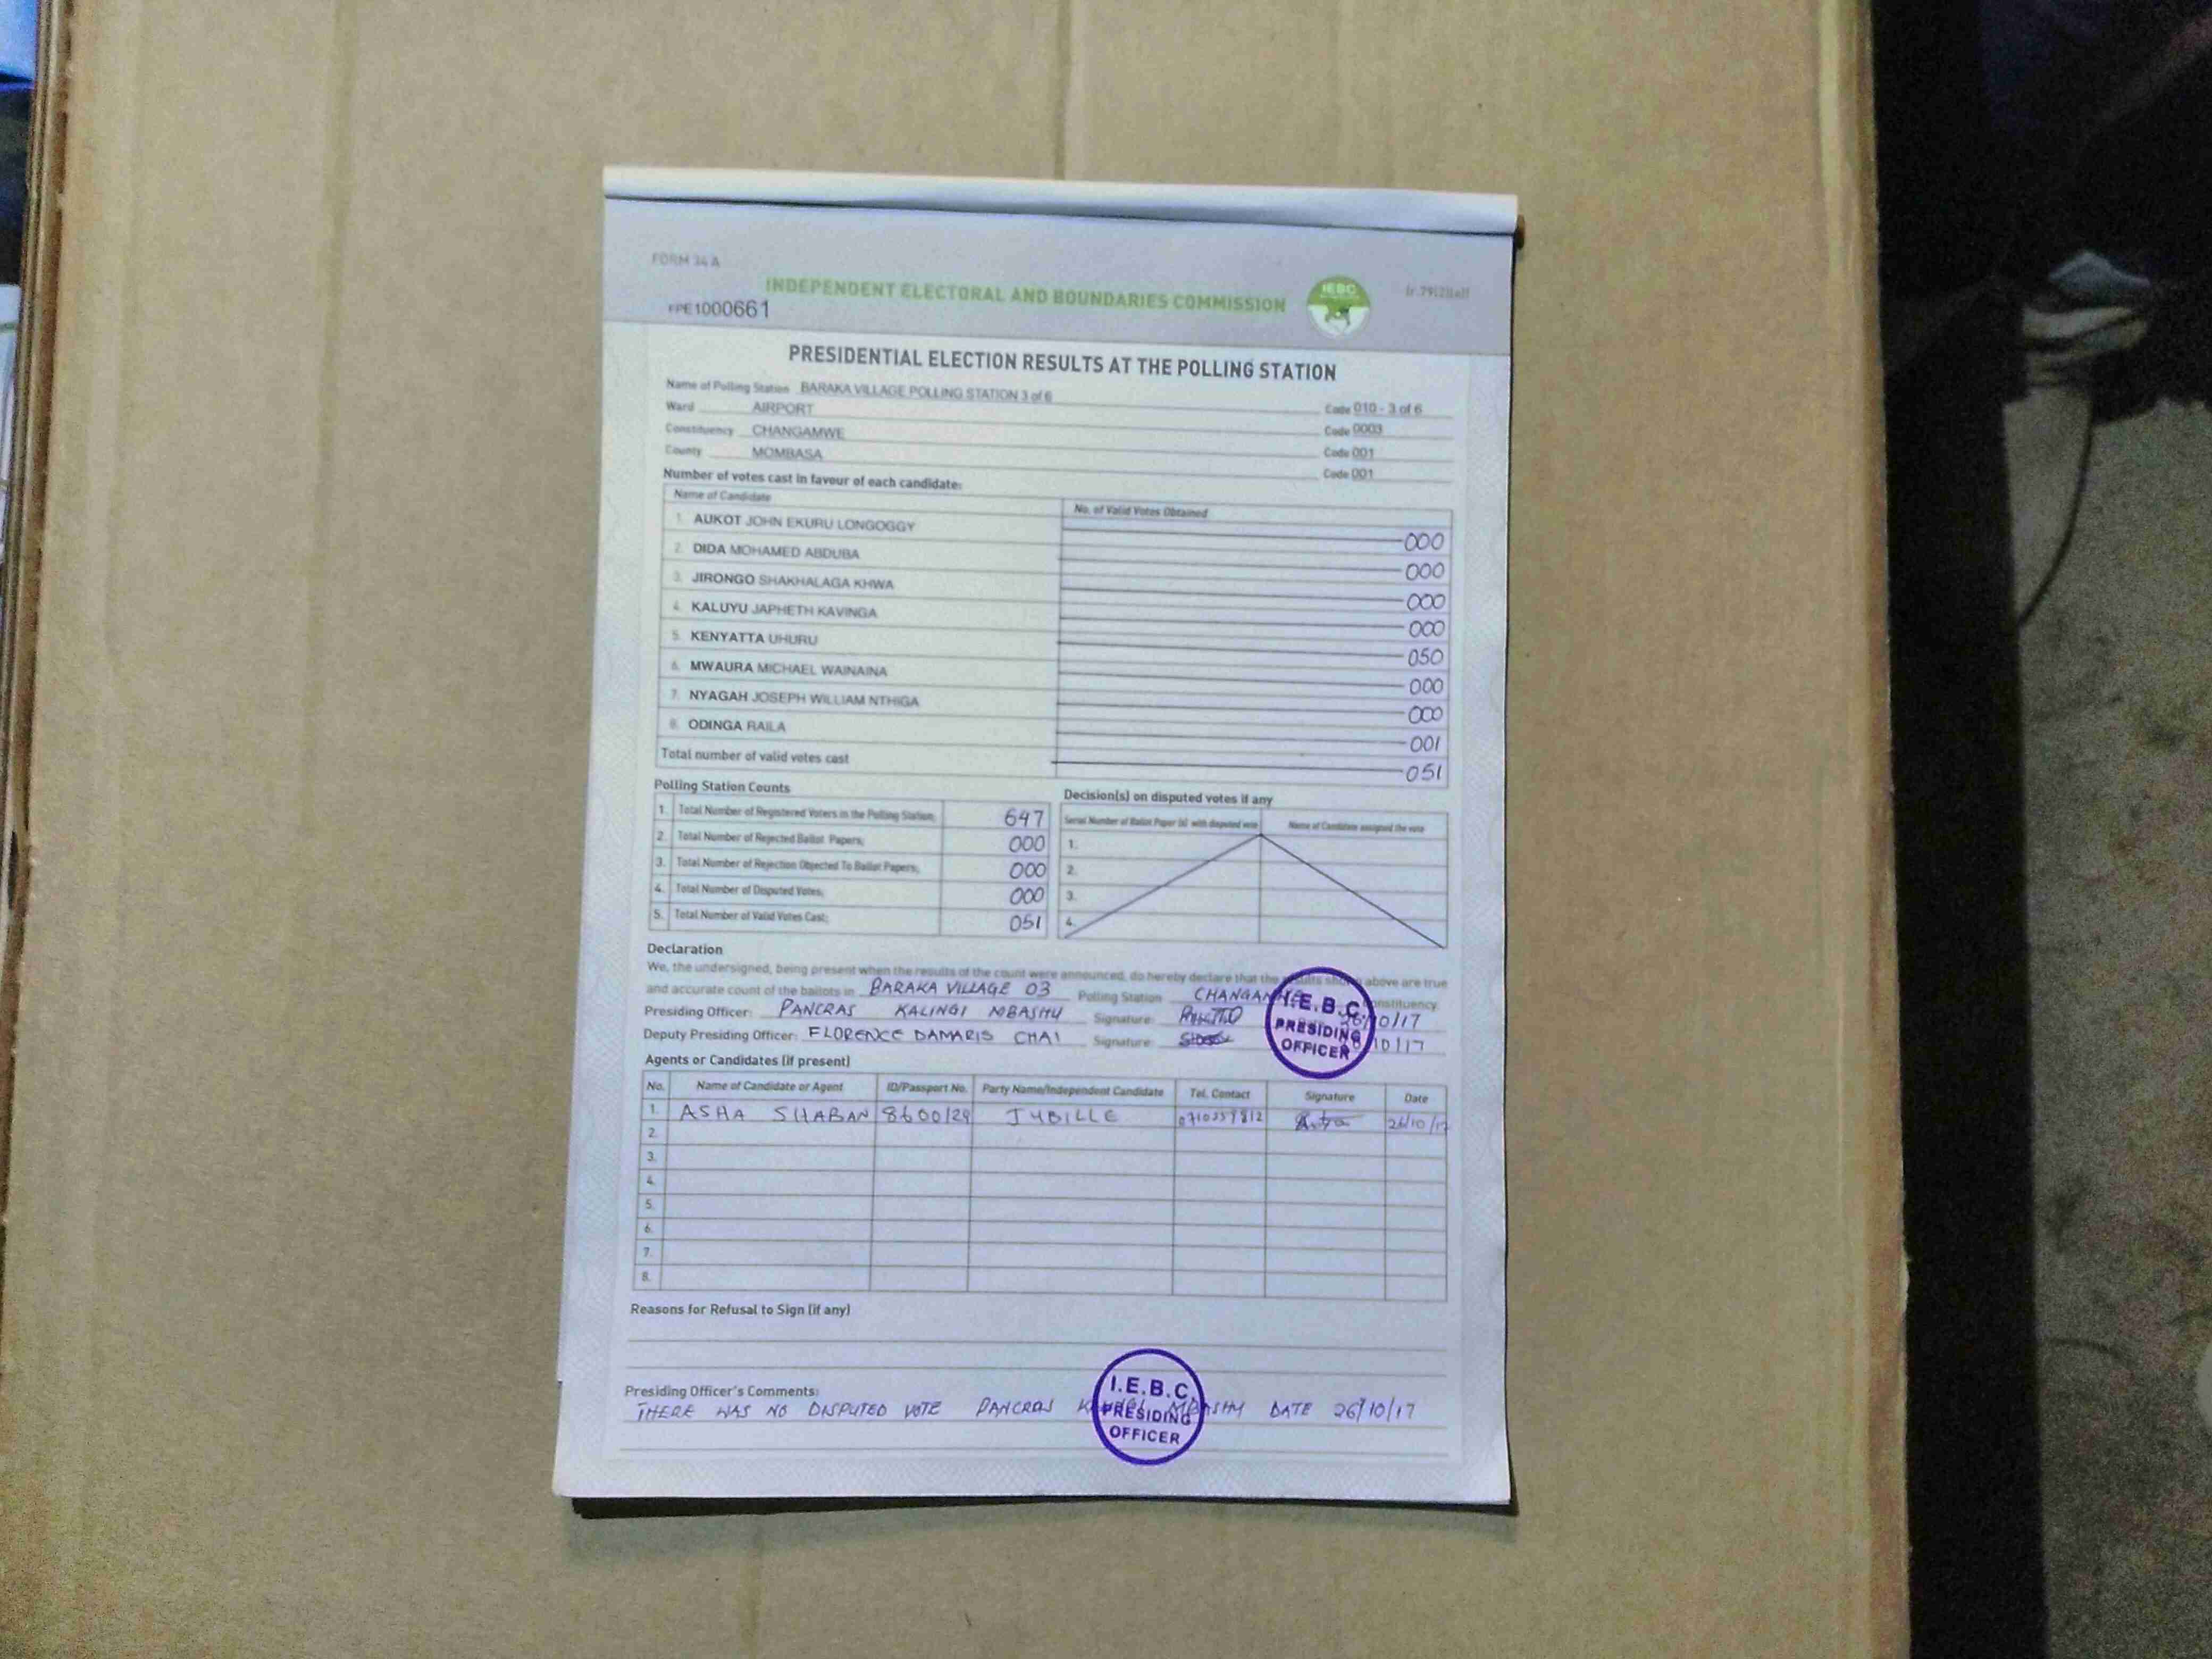 FORM 34 A
INDEPENDENT ELECTORAL AND BOUNDARIES COMMISSION
IEBC
FPE1000661
PRESIDENTIAL ELECTION RESULTS AT THE POLLING STATION
Name of Polling Station BARAKA VILLAGE POLLING STATION 3 of 6 Code 010 - 3 of 6
Ward AIRPORT Code 0003
Constituency CHANGAMWE Code 001
County MOMBASA Code 001
Number of votes cast in favour of each candidate:
Name of Candidate No. of Valid Votes Obtained
1. AUKOT JOHN EKURU LONGOGGY 000
2. DIDA MOHAMED ABDUBA 000
3. JIRONGO SHAKHALAGA KHWA 000
4. KALUYU JAPHETH KAVINGA 000
5. KENYATTA UHURU 050
6. MWAURA MICHAEL WAINAINA 000
7. NYAGAH JOSEPH WILLIAM NTHIGA 000
8. ODINGA RAILA 001
Total number of valid votes cast 051
Polling Station Counts
1. Total Number of Registered Voters in the Polling Station; 647
2. Total Number of Rejected Ballot Papers; 000
3. Total Number of Rejection Objected To Ballot Papers; 000
4. Total Number of Disputed Votes; 000
5. Total Number of Valid Votes Cast; 051
Decision(s) on disputed votes if any
Serial Number of Ballot Paper (s) with disputed vote Name of Candidate assigned the vote
1.
2.
3.
4.
Declaration
We, the undersigned, being present when the results of the count were announced, do hereby declare that the results shown above are true
and accurate count of the ballots in BARAKA VILLAGE 03 Polling Station CHANGAMWE Constituency.
Presiding Officer: PANCRAS KALINGI MBASHU Signature: 26/10/17
Deputy Presiding Officer: FLORENCE DAMARIS CHAI Signature: /10/17
I.E.B.C.
PRESIDING
OFFICER
Agents or Candidates (if present)
No. Name of Candidate or Agent ID/Passport No. Party Name/Independent Candidate Tel. Contact Signature Date
1. ASHA SHABAN 8600129 JUBILLE 26/10/17
2.
3.
4.
5.
6.
7.
8.
Reasons for Refusal to Sign (if any)
Presiding Officer's Comments:
THERE WAS NO DISPUTED VOTE PANCRAS KALINGI MBASHU DATE 26/10/17
I.E.B.C.
PRESIDING
OFFICER